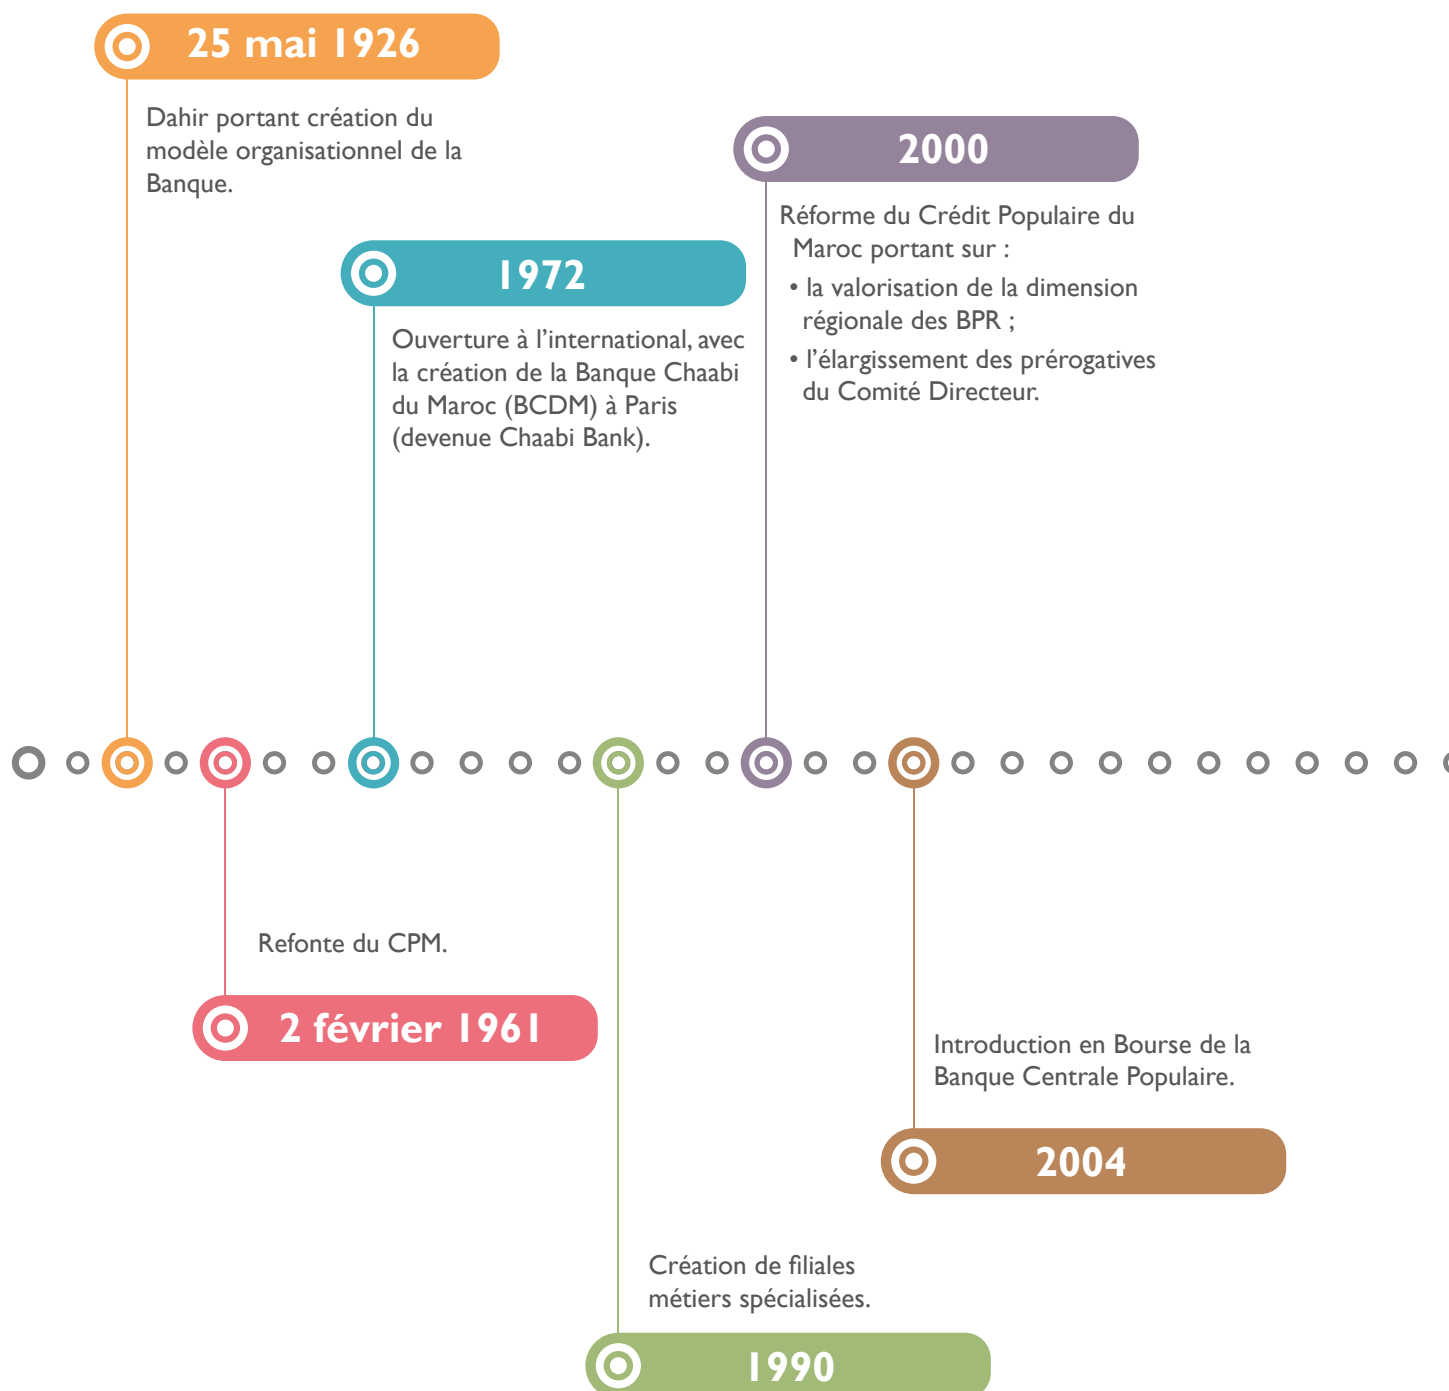 25 mai 1926
Dahir portant création du
modèle organisationnel de la
Banque.
2 février 1961
Refonte du CPM.
1972
Ouverture à l’international, avec
la création de la Banque Chaabi
du Maroc (BCDM) à Paris
(devenue Chaabi Bank).
1990
Création de filiales
métiers spécialisées.
2000
Réforme du Crédit Populaire du
Maroc portant sur :
• la valorisation de la dimension
régionale des BPR ;
• l’élargissement des prérogatives
du Comité Directeur.
2004
Introduction en Bourse de la
Banque Centrale Populaire.